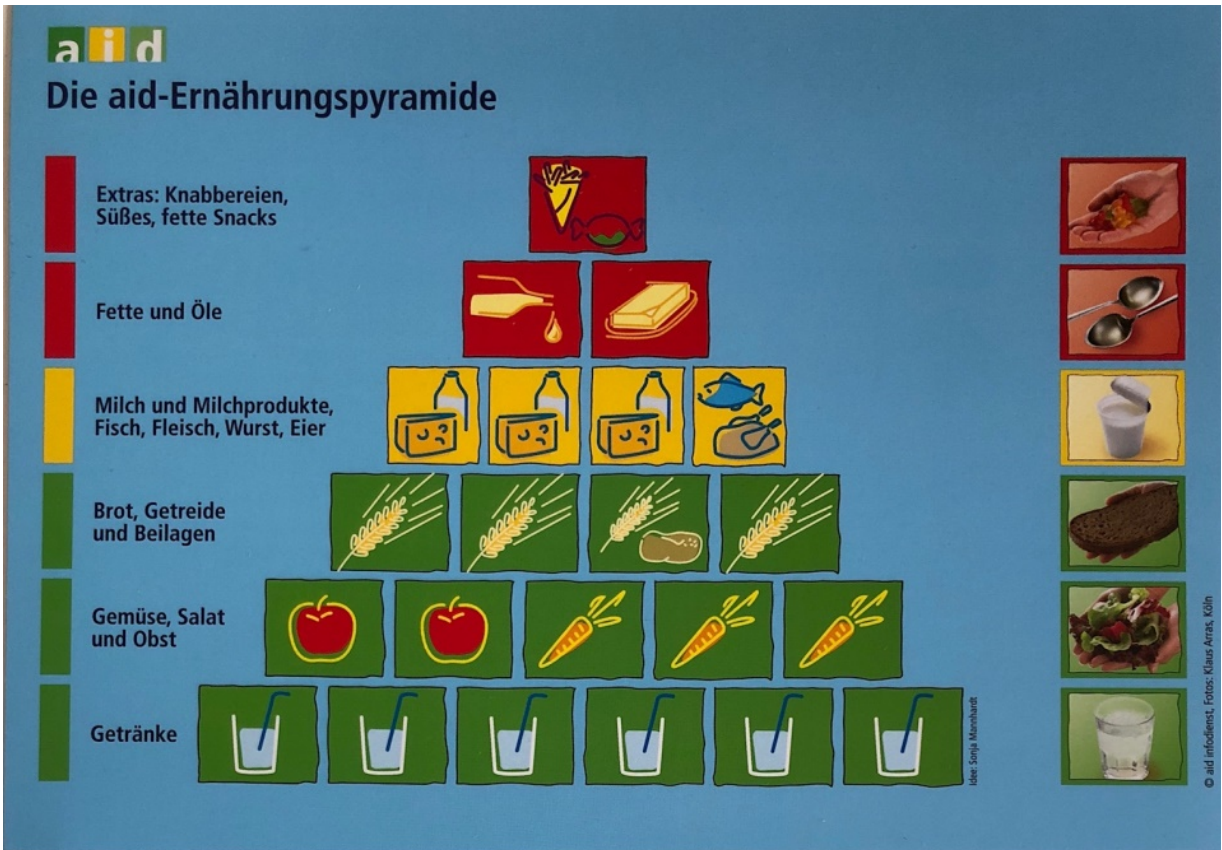 aid
Die aid-Ernährungspyramide
Extras: Knabbereien,
Süßes, fette Snacks
Fette und Öle
Milch und Milchprodukte,
Fisch, Fleisch, Wurst, Eier
Brot, Getreide
und Beilagen
Gemüse, Salat
und Obst
Getränke
Idee: Sonja Mannhardt
© aid infodienst, Fotos: Klaus Arras, Köln